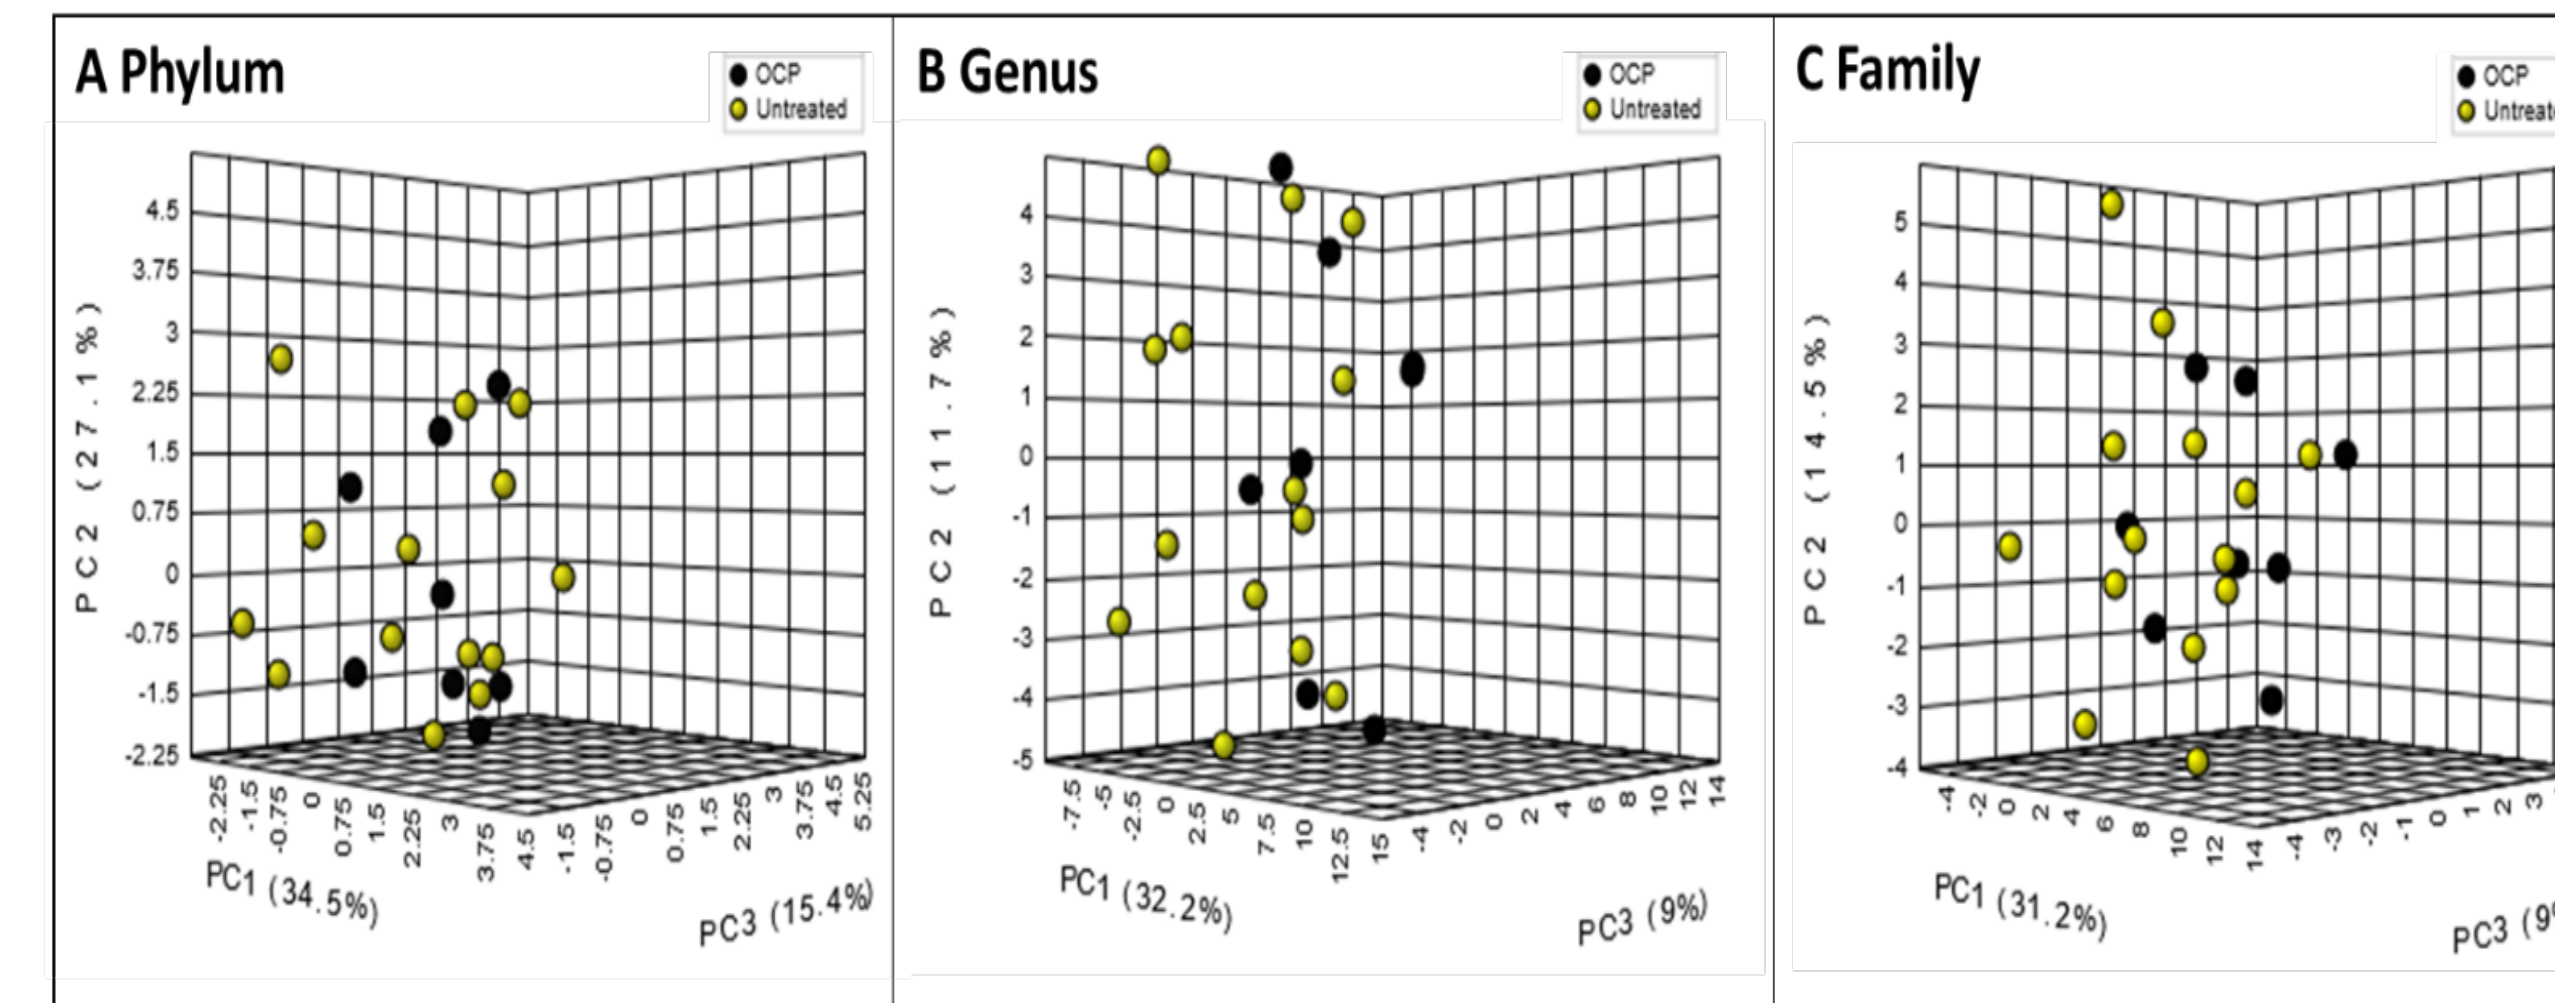 A Phylum
OCP
Untreated
4.5
3.75
3
2.25
1.5
0.75
0
-0.75
-1.5
-2.25
PC2 (27.1%)
-2.25 -1.5 -0.75 0 0.75 1.5 2.25 3 3.75 4.5
-1.5 -0.75 0 0.75 1.5 2.25 3 3.75 4.5 5.25
PC1 (34.5%)
PC3 (15.4%)
B Genus
OCP
Untreated
4
3
2
1
0
-1
-2
-3
-4
-5
PC2 (11.7%)
-7.5 -5 -2.5 0 2.5 5 7.5 10 12.5 15
-4 -2 0 2 4 6 8 10 12 14
PC1 (32.2%)
PC3 (9%)
C Family
OCP
Untreat
5
4
3
2
1
0
-1
-2
-3
-4
PC2 (14.5%)
-4 -2 0 2 4 6 8 10 12 14
-4 -3 -2 -1 0 1 2 3
PC1 (31.2%)
PC3 (9